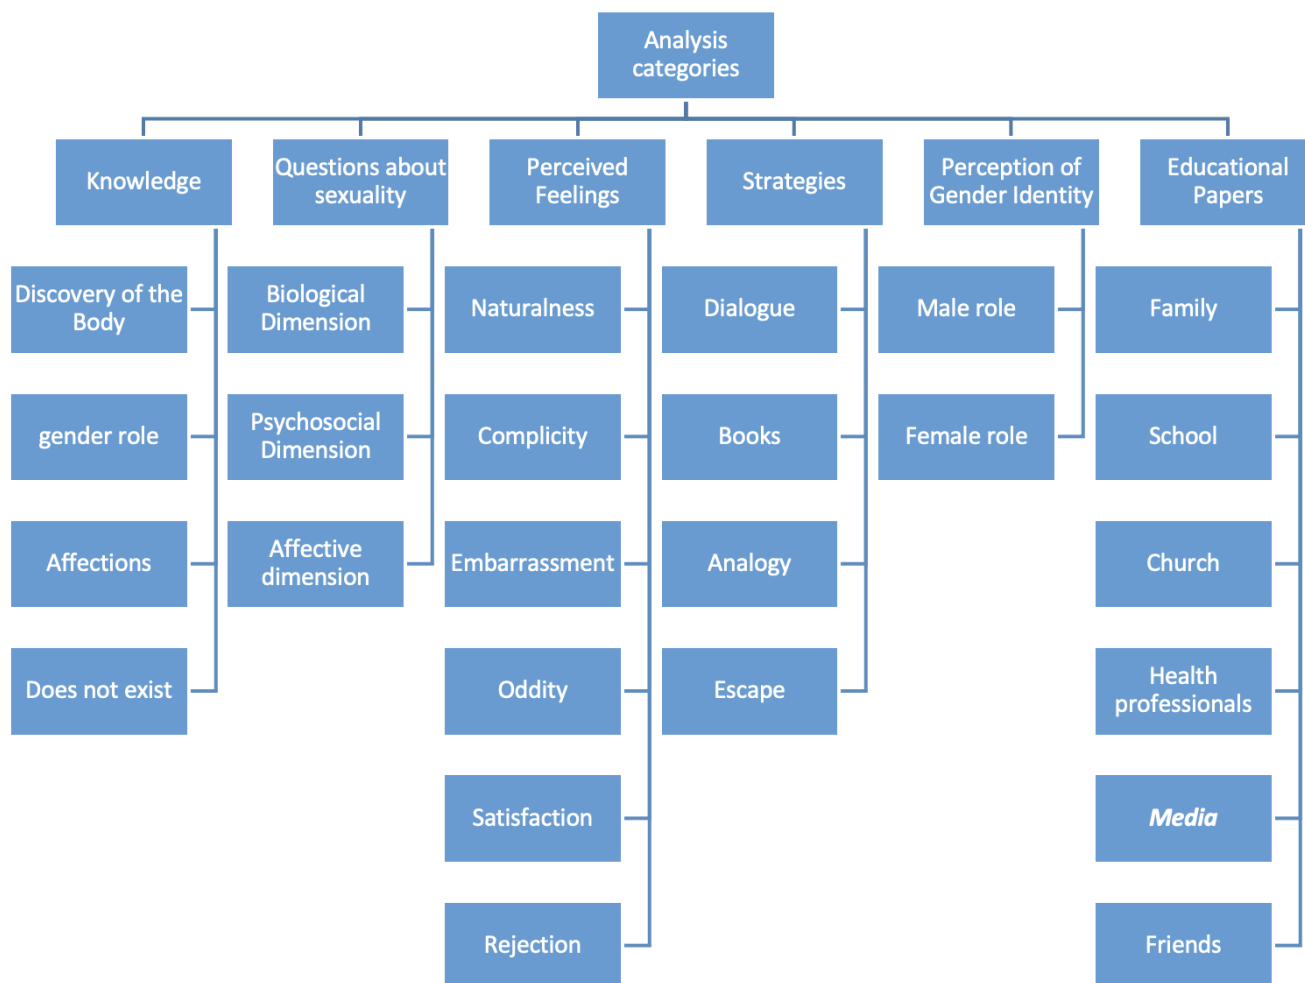 Analysis
categories
Knowledge
Questions about
sexuality
Perceived
Feelings
Strategies
Perception of
Gender Identity
Educational
Papers
Discovery of the
Body
gender role
Affections
Does not exist
Biological
Dimension
Psychosocial
Dimension
Affective
dimension
Naturalness
Complicity
Embarrassment
Oddity
Satisfaction
Rejection
Dialogue
Books
Analogy
Escape
Male role
Female role
Family
School
Church
Health
professionals
Media
Friends